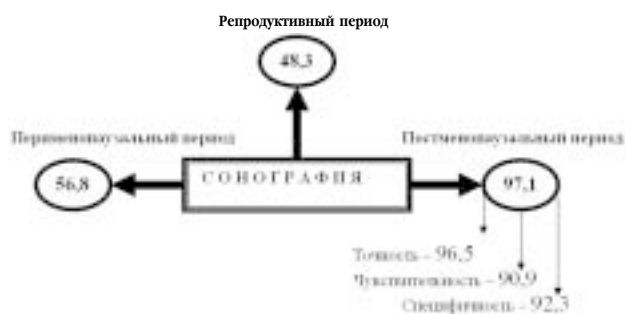 Репродуктивный период
48,3
Перименопаузальный период
Постменопаузальный период
56,8
СОНОГРАФИЯ
97,1
Точность – 96,5
Чувствительность – 90,9
Специфичность – 92,3